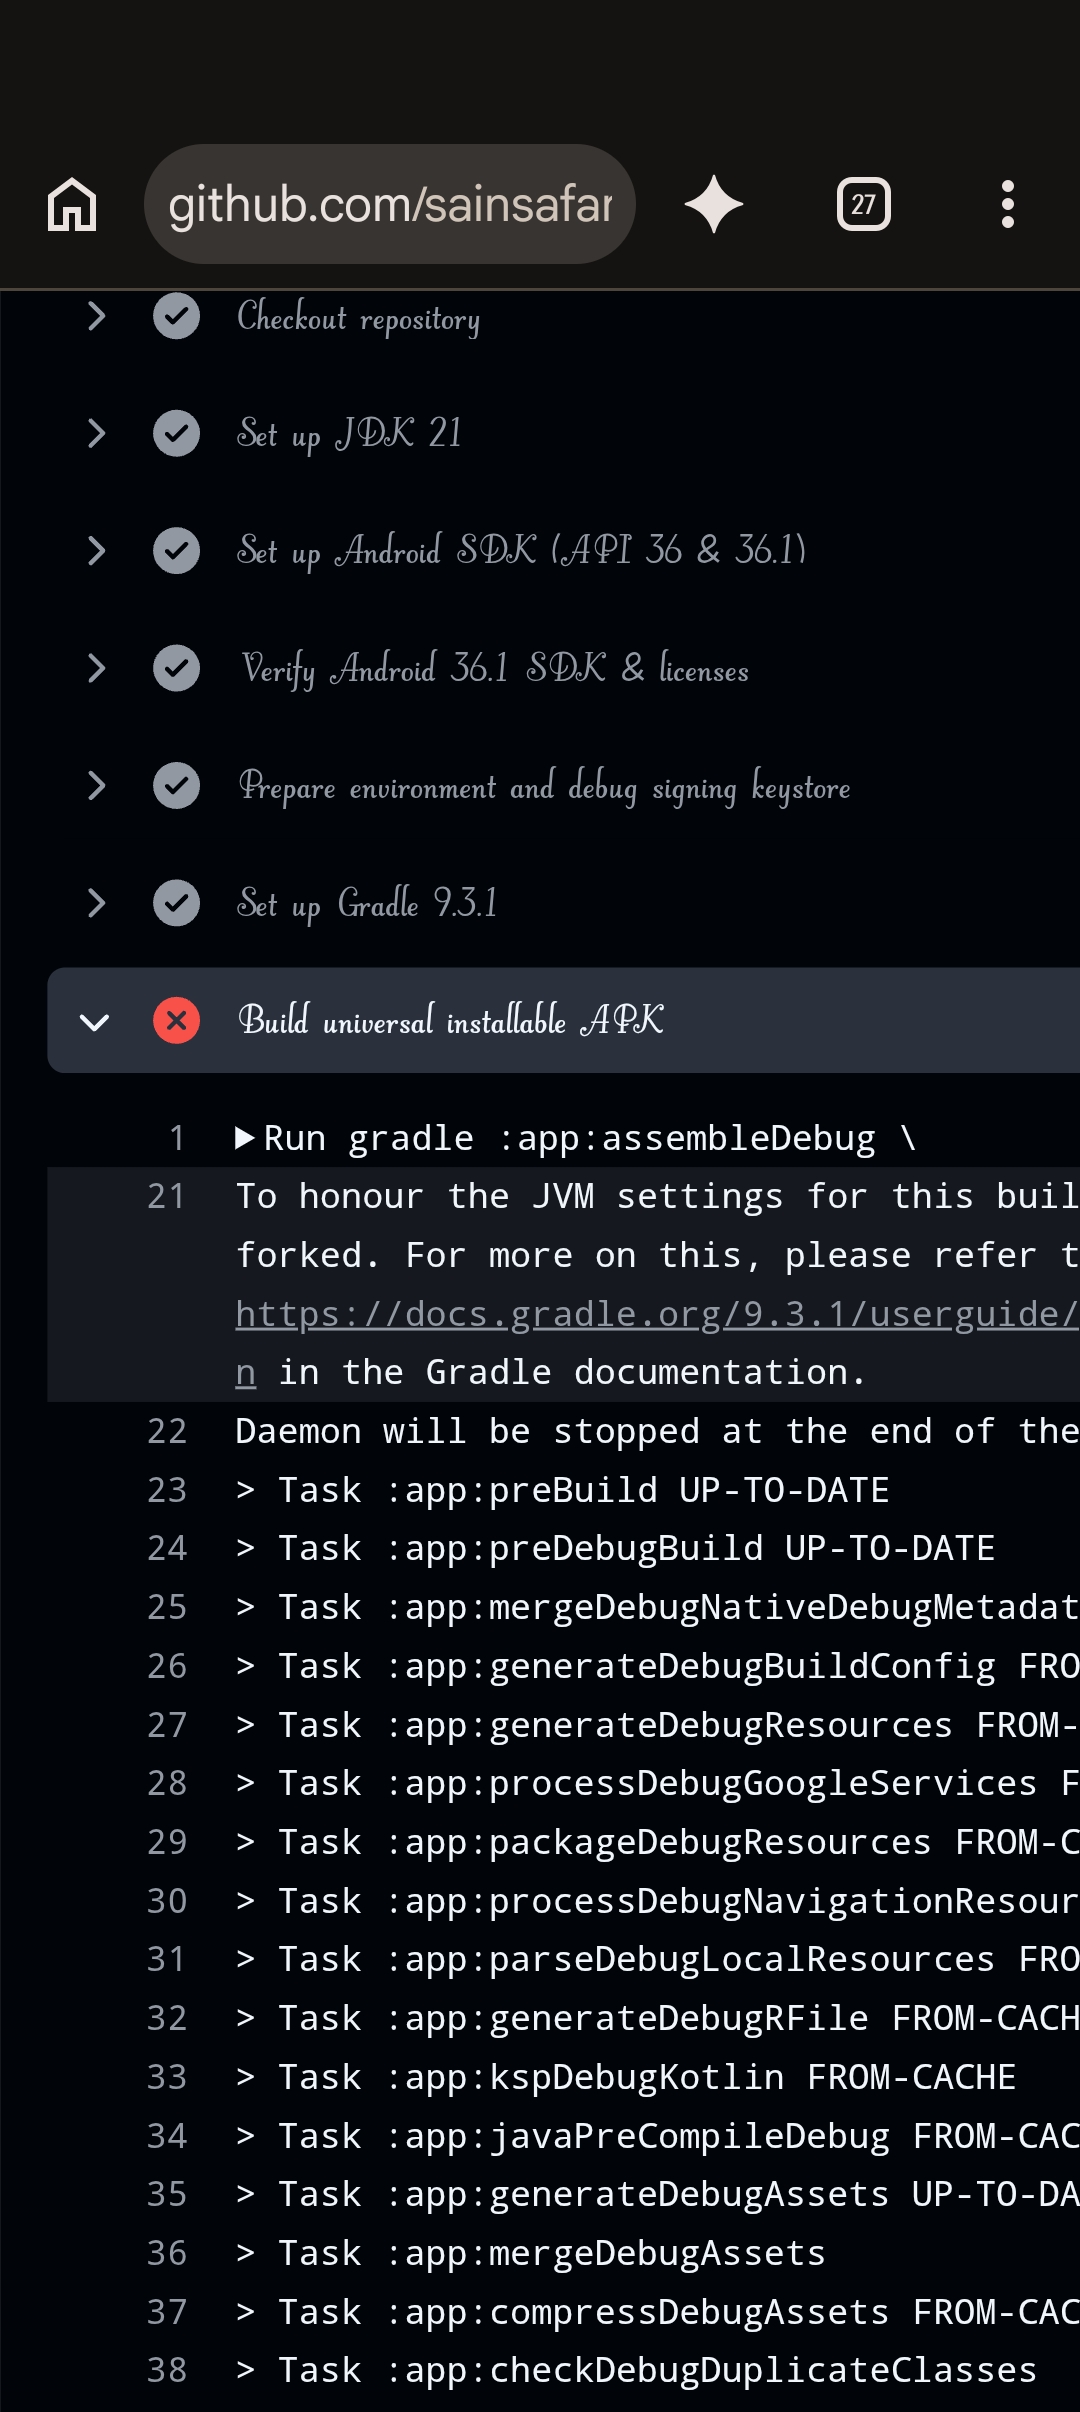 github.com/sainsafar
27
Checkout repository
Set up JDK 21
Set up Android SDK (API 36 & 36.1)
Verify Android 36.1 SDK & licenses
Prepare environment and debug signing keystore
Set up Gradle 9.3.1
Build universal installable APK
1 Run gradle :app:assembleDebug \
21 To honour the JVM settings for this buil
forked. For more on this, please refer t
https://docs.gradle.org/9.3.1/userguide/
n in the Gradle documentation.
22 Daemon will be stopped at the end of the
23 > Task :app:preBuild UP-TO-DATE
24 > Task :app:preDebugBuild UP-TO-DATE
25 > Task :app:mergeDebugNativeDebugMetadat
26 > Task :app:generateDebugBuildConfig FRO
27 > Task :app:generateDebugResources FROM-
28 > Task :app:processDebugGoogleServices F
29 > Task :app:packageDebugResources FROM-C
30 > Task :app:processDebugNavigationResour
31 > Task :app:parseDebugLocalResources FRO
32 > Task :app:generateDebugRFile FROM-CACH
33 > Task :app:kspDebugKotlin FROM-CACHE
34 > Task :app:javaPreCompileDebug FROM-CAC
35 > Task :app:generateDebugAssets UP-TO-DA
36 > Task :app:mergeDebugAssets
37 > Task :app:compressDebugAssets FROM-CAC
38 > Task :app:checkDebugDuplicateClasses